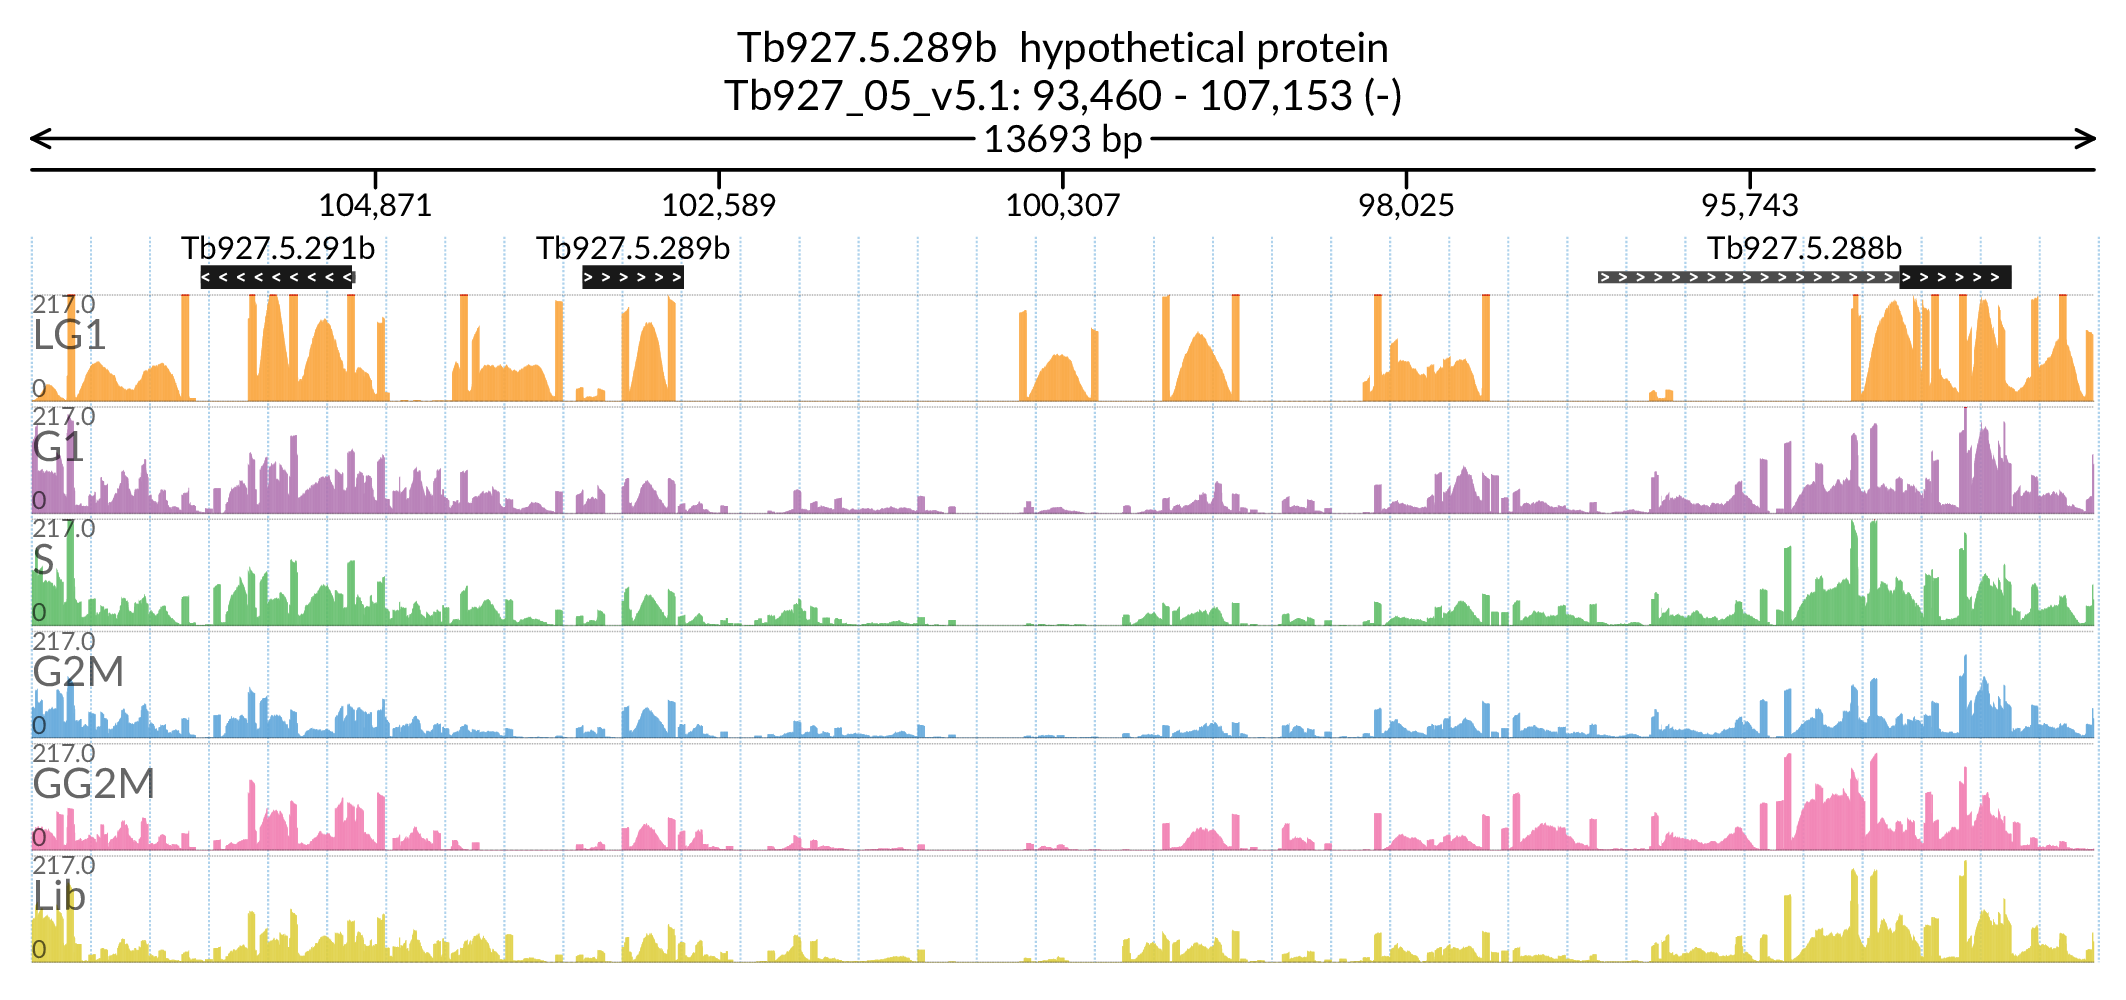 Tb927.5.289b  hypothetical protein
Tb927_05_v5.1: 93,460 - 107,153 (-)
13693 bp
104,871 102,589 100,307 98,025 95,743
Tb927.5.291b Tb927.5.289b Tb927.5.288b
217.0
LG1
0
217.0
G1
0
217.0
S
0
217.0
G2M
0
217.0
GG2M
0
217.0
Lib
0